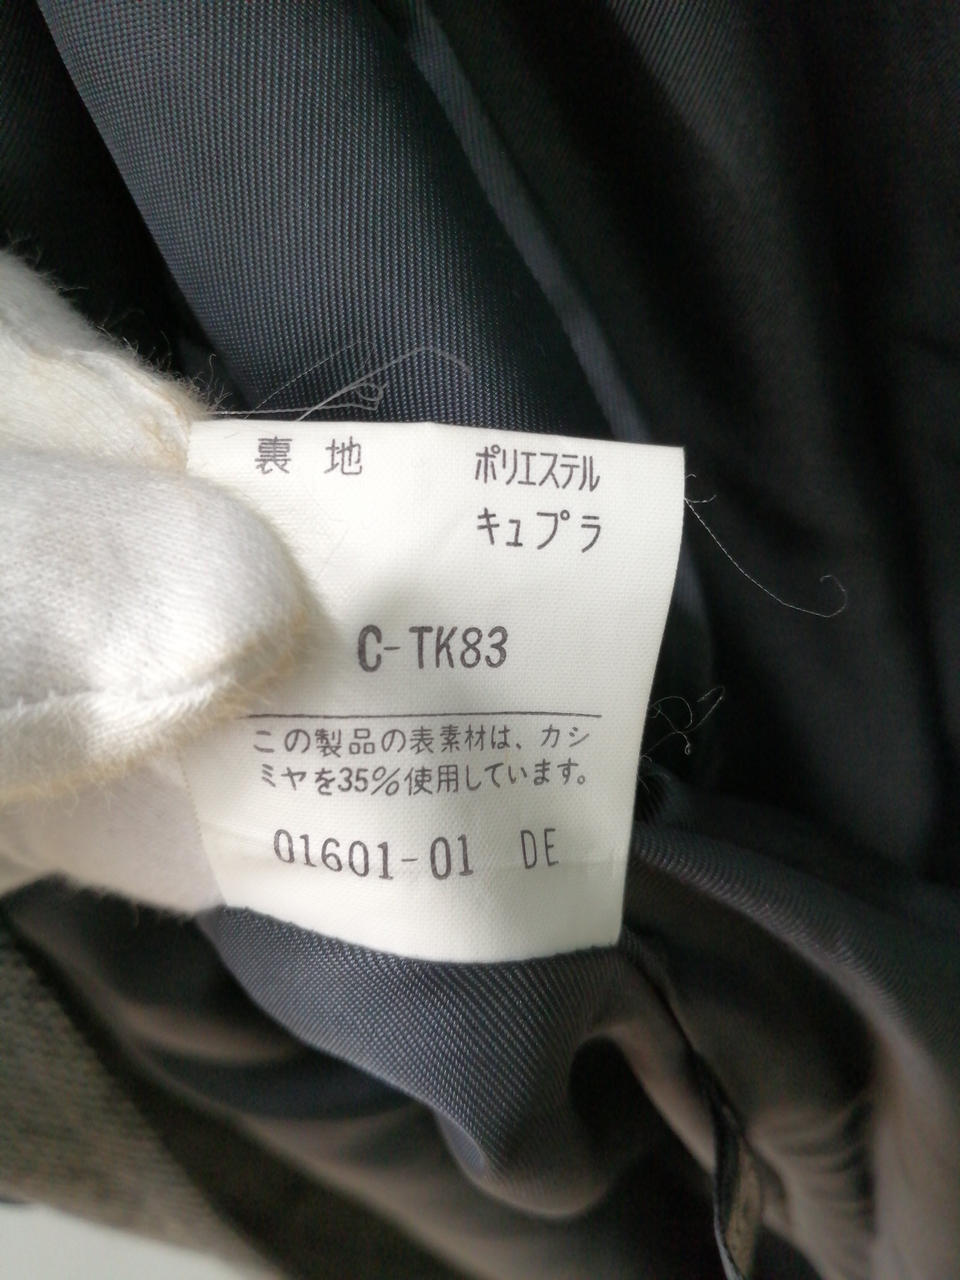 裏地 ポリエステル
キュプラ
C-TK83
この製品の表素材は、カシ
ミヤを35%使用しています。
01601-01 DE